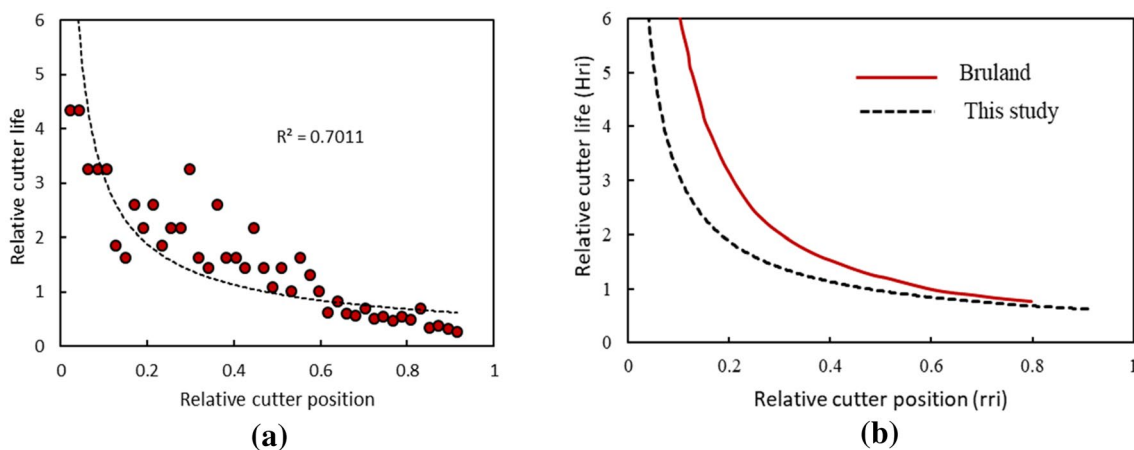 Relative cutter life
6
5
4
3
2
1
0
R² = 0.7011
0 0.2 0.4 0.6 0.8 1
Relative cutter position
(a)
Relative cutter life (Hri)
6
5
4
3
2
1
0
Bruland
This study
0 0.2 0.4 0.6 0.8 1
Relative cutter position (rri)
(b)